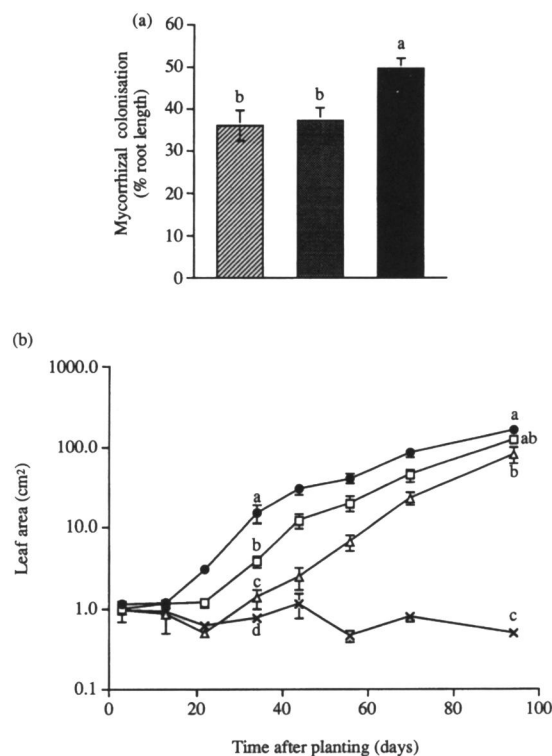 (a)
Mycorrhizal colonisation
(% root length)
60
50
40
30
20
10
0
b
b
a
(b)
Leaf area (cm²)
1000.0
100.0
10.0
1.0
0.1
a
b
c
d
a
ab
b
c
0
20
40
60
80
100
Time after planting (days)